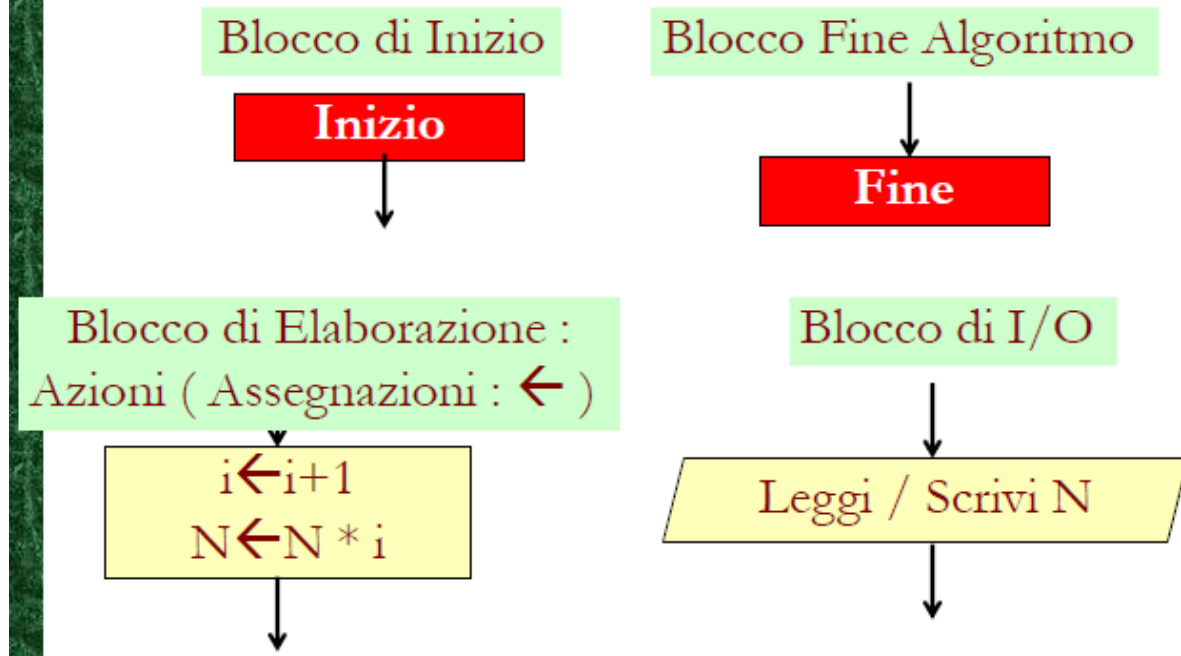 Blocco di Inizio
Inizio
Blocco Fine Algoritmo
Fine
Blocco di Elaborazione :
Azioni ( Assegnazioni : ← )
i←i+1
N←N * i
Blocco di I/O
Leggi / Scrivi N